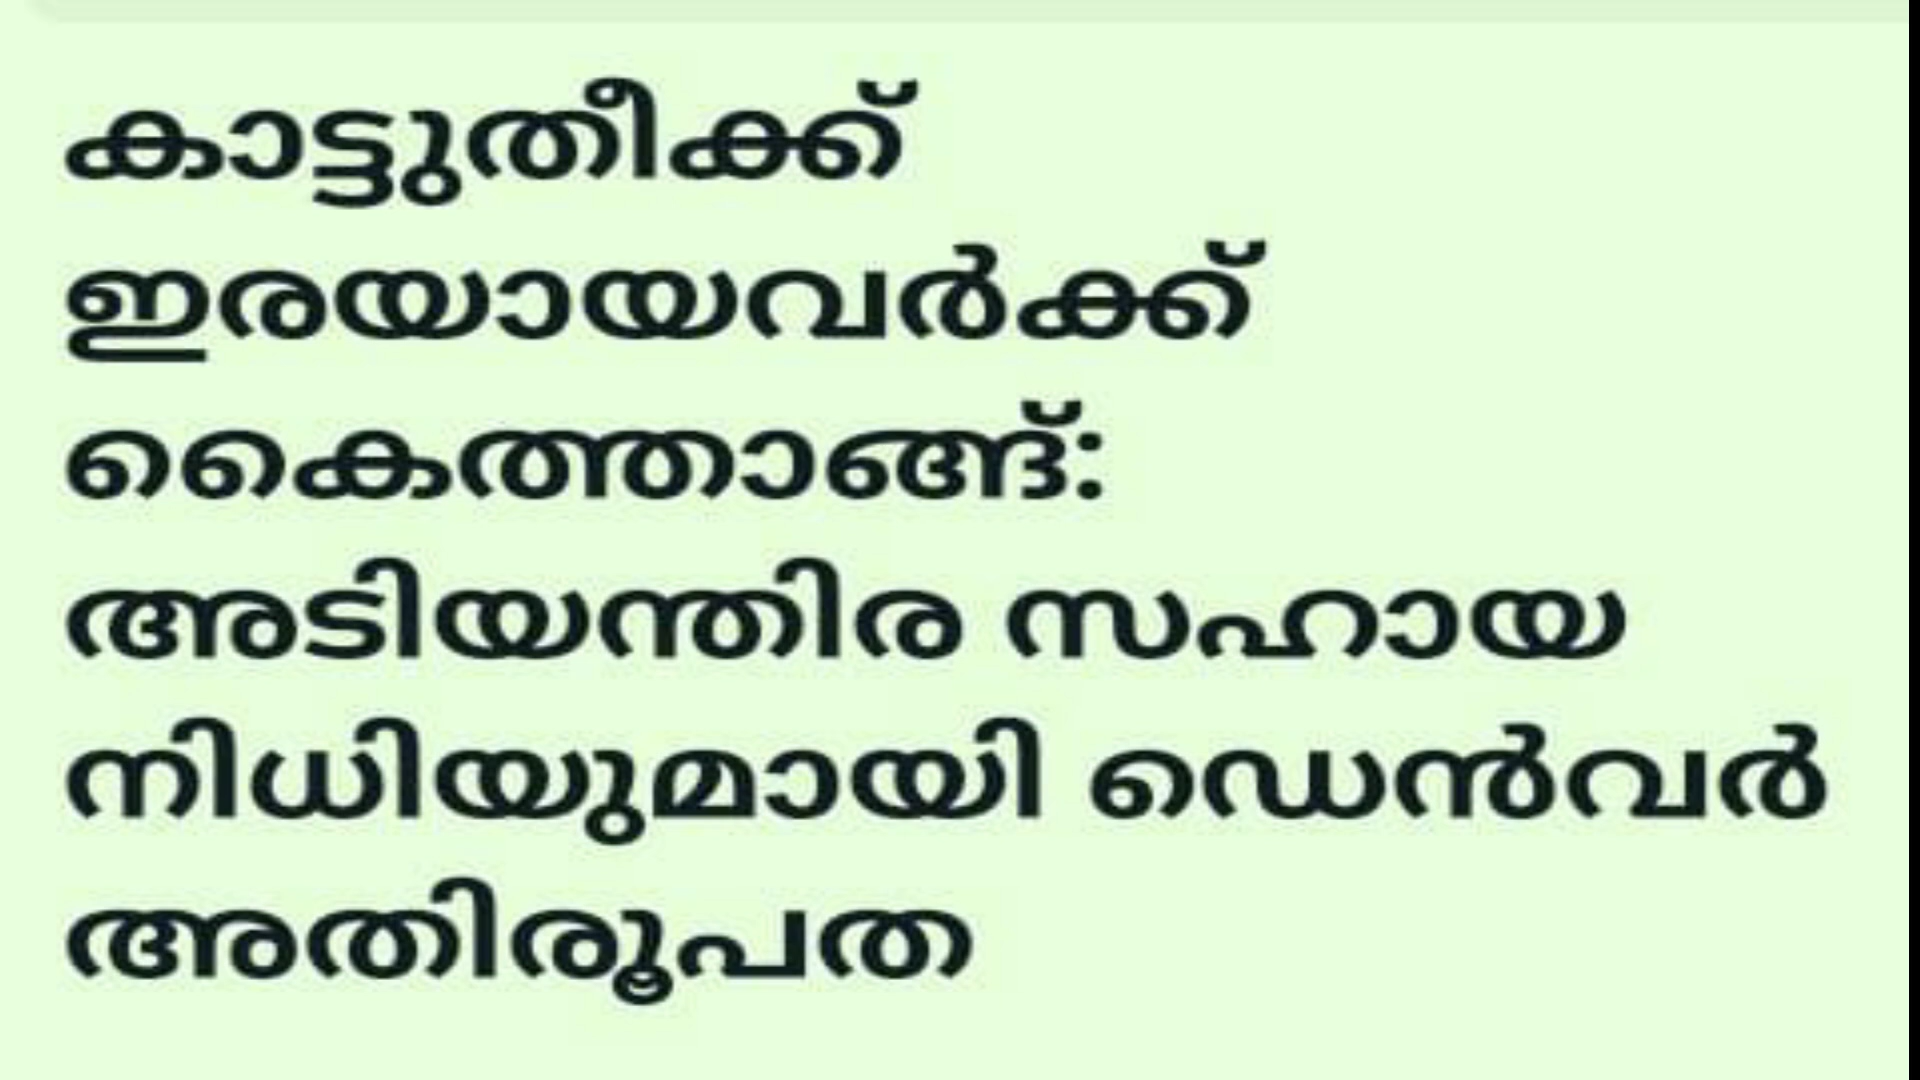 കാട്ടുതീക്ക്
ഇരയായവർക്ക്
കൈത്താങ്ങ്:
അടിയന്തിര സഹായ
നിധിയുമായി ഡെൻവർ
അതിരൂപത